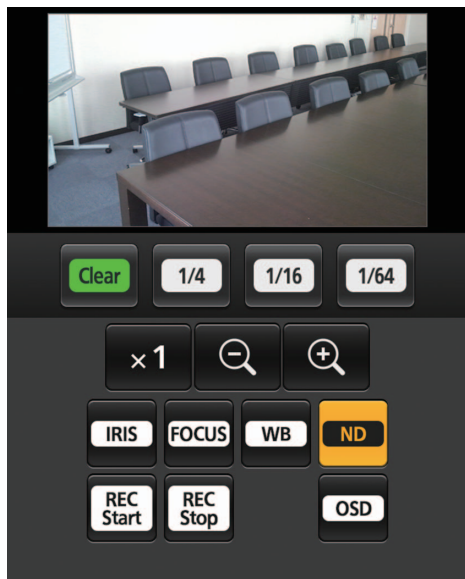 Clear 1/4 1/16 1/64
×1
IRIS FOCUS WB ND
REC Start REC Stop OSD